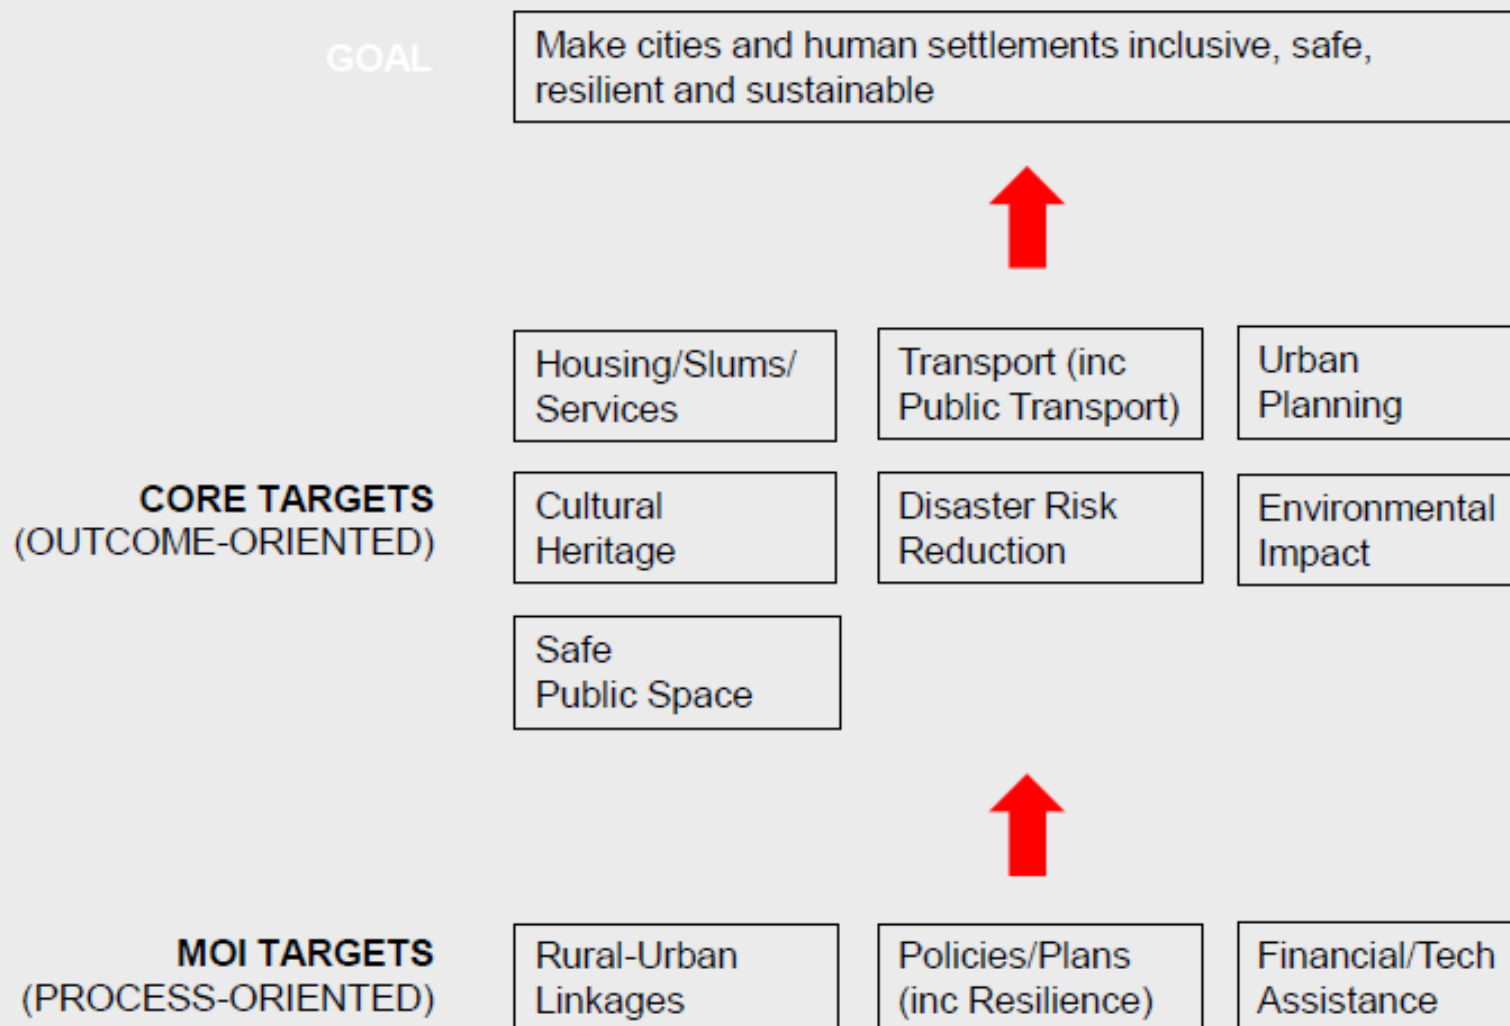 GOAL
Make cities and human settlements inclusive, safe,
resilient and sustainable
Housing/Slums/
Services
Transport (inc
Public Transport)
Urban
Planning
CORE TARGETS
(OUTCOME-ORIENTED)
Cultural
Heritage
Disaster Risk
Reduction
Environmental
Impact
Safe
Public Space
MOI TARGETS
(PROCESS-ORIENTED)
Rural-Urban
Linkages
Policies/Plans
(inc Resilience)
Financial/Tech
Assistance